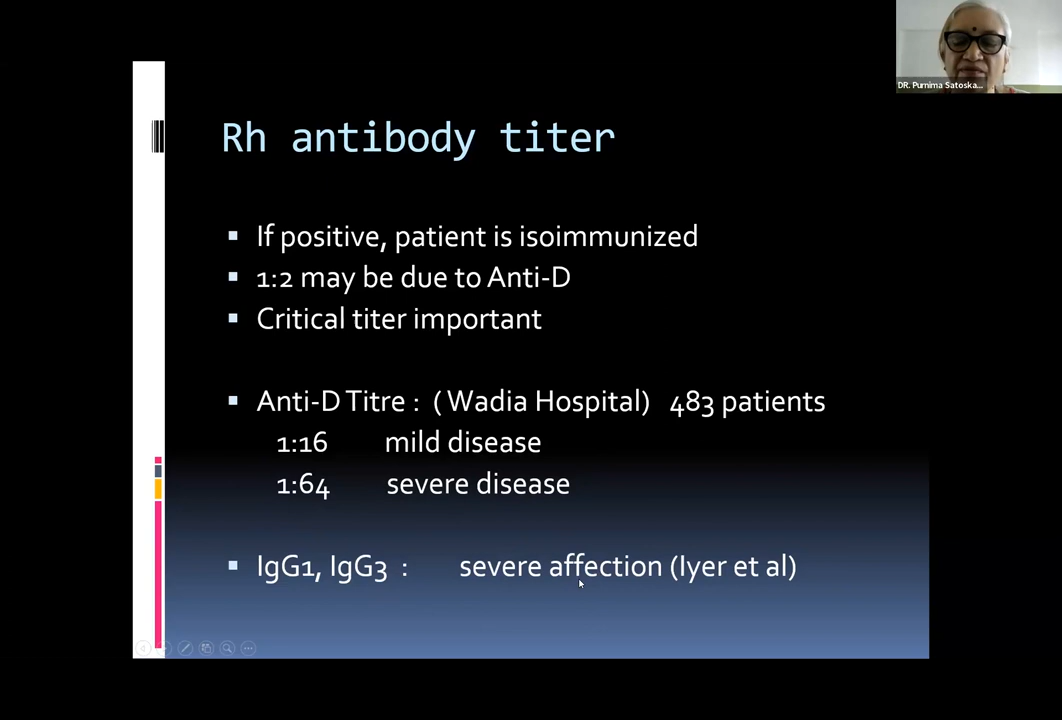 DR. Purnima Satoska...
Rh antibody titer
If positive, patient is isoimmunized
1:2 may be due to Anti-D
Critical titer important
Anti-D Titre : ( Wadia Hospital) 483 patients
1:16 mild disease
1:64 severe disease
IgG1, IgG3 : severe affection (Iyer et al)